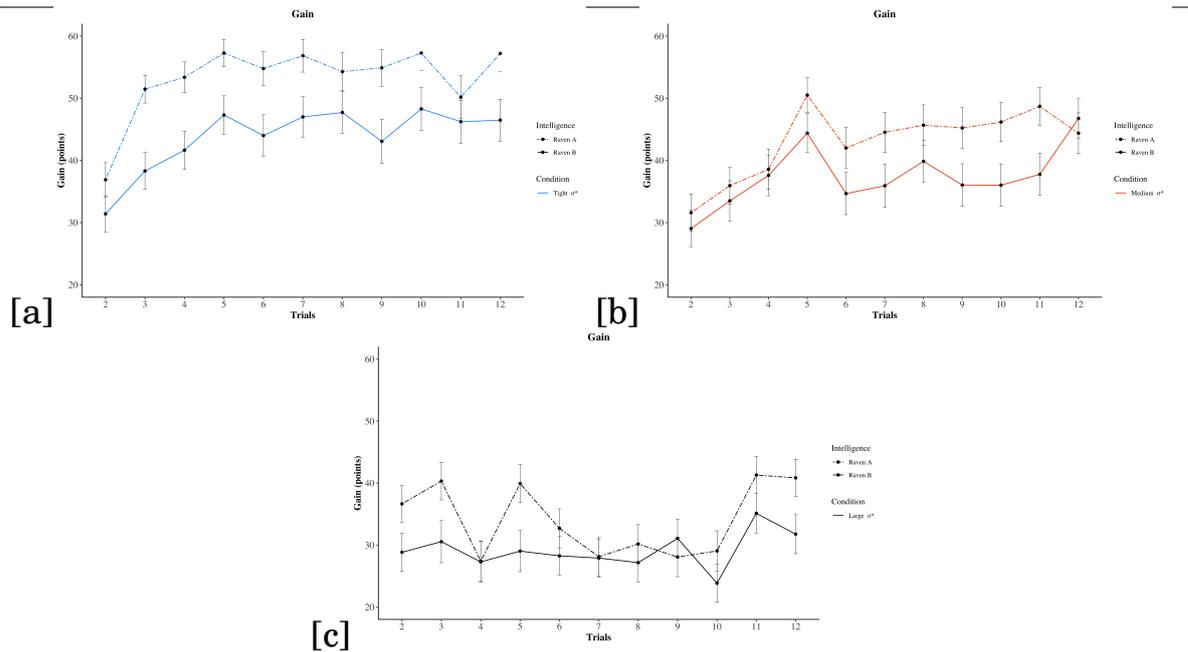 Gain
60
50
40
30
20
Gain (points)
2 3 4 5 6 7 8 9 10 11 12
Trials
Intelligence
Raven A
Raven B
Condition
Tight σ*
[a]
Gain
60
50
40
30
20
Gain (points)
2 3 4 5 6 7 8 9 10 11 12
Trials
Intelligence
Raven A
Raven B
Condition
Medium σ*
[b]
Gain
60
50
40
30
20
Gain (points)
2 3 4 5 6 7 8 9 10 11 12
Trials
Intelligence
Raven A
Raven B
Condition
Large σ*
[c]